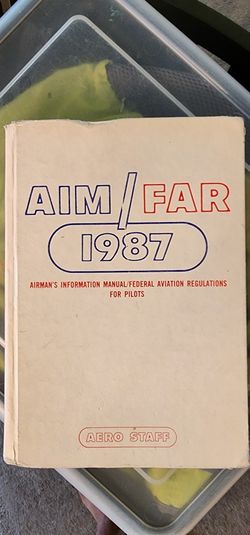 AIM/FAR
1987
AIRMAN'S INFORMATION MANUAL/FEDERAL AVIATION REGULATIONS
FOR PILOTS
AERO STAFF